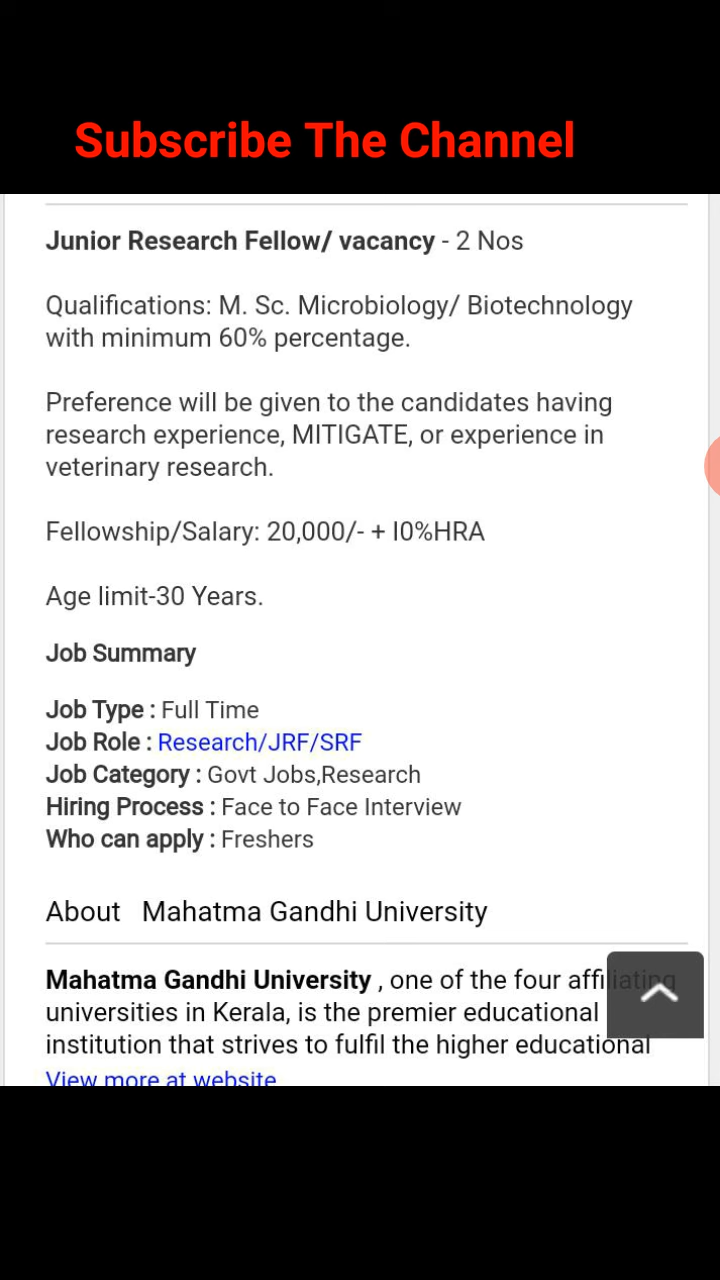 Subscribe The Channel
Junior Research Fellow/ vacancy - 2 Nos
Qualifications: M. Sc. Microbiology/ Biotechnology
with minimum 60% percentage.
Preference will be given to the candidates having
research experience, MITIGATE, or experience in
veterinary research.
Fellowship/Salary: 20,000/- + I0%HRA
Age limit-30 Years.
Job Summary
Job Type : Full Time
Job Role : Research/JRF/SRF
Job Category : Govt Jobs,Research
Hiring Process : Face to Face Interview
Who can apply : Freshers
About Mahatma Gandhi University
Mahatma Gandhi University , one of the four affiliating
universities in Kerala, is the premier educational
institution that strives to fulfil the higher educational
View more at website